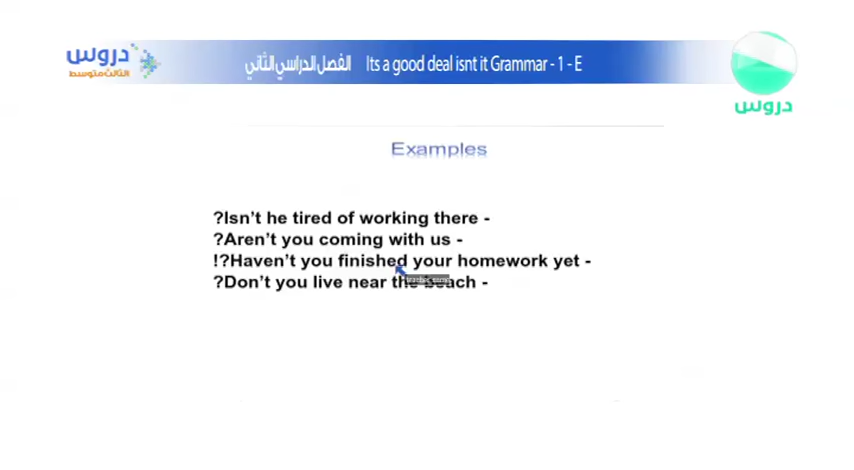 دروس
الثالث متوسط
الفصل الدراسي الثاني Its a good deal isnt it Grammar - 1 - E
دروس
Examples
?Isn't he tired of working there -
?Aren't you coming with us -
!?Haven't you finished your homework yet -
?Don't you live near the beach -